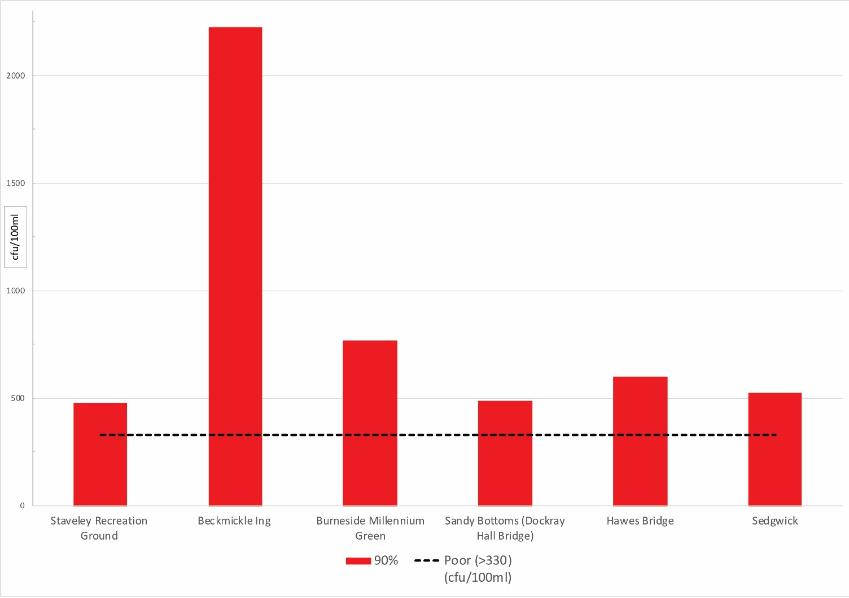 2000
1500
cfu/100ml
1000
500
0
Staveley Recreation
Ground
Beckmickle Ing
Burneside Millennium
Green
Sandy Bottoms (Dockray
Hall Bridge)
Hawes Bridge
Sedgwick
90%
Poor (>330)
(cfu/100ml)